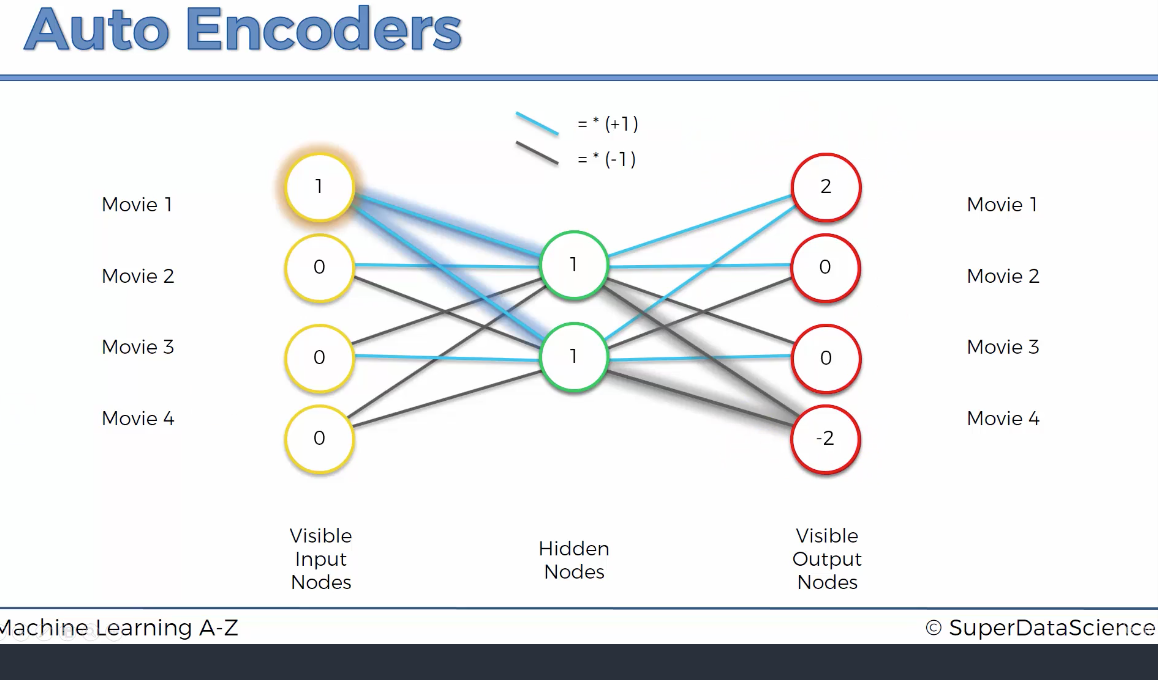 Auto Encoders
= * (+1)
= * (-1)
Movie 1
1
2
Movie 1
Movie 2
0
1
0
Movie 2
Movie 3
0
1
0
Movie 3
Movie 4
0
-2
Movie 4
Visible
Input
Nodes
Hidden
Nodes
Visible
Output
Nodes
Machine Learning A-Z
© SuperDataScience